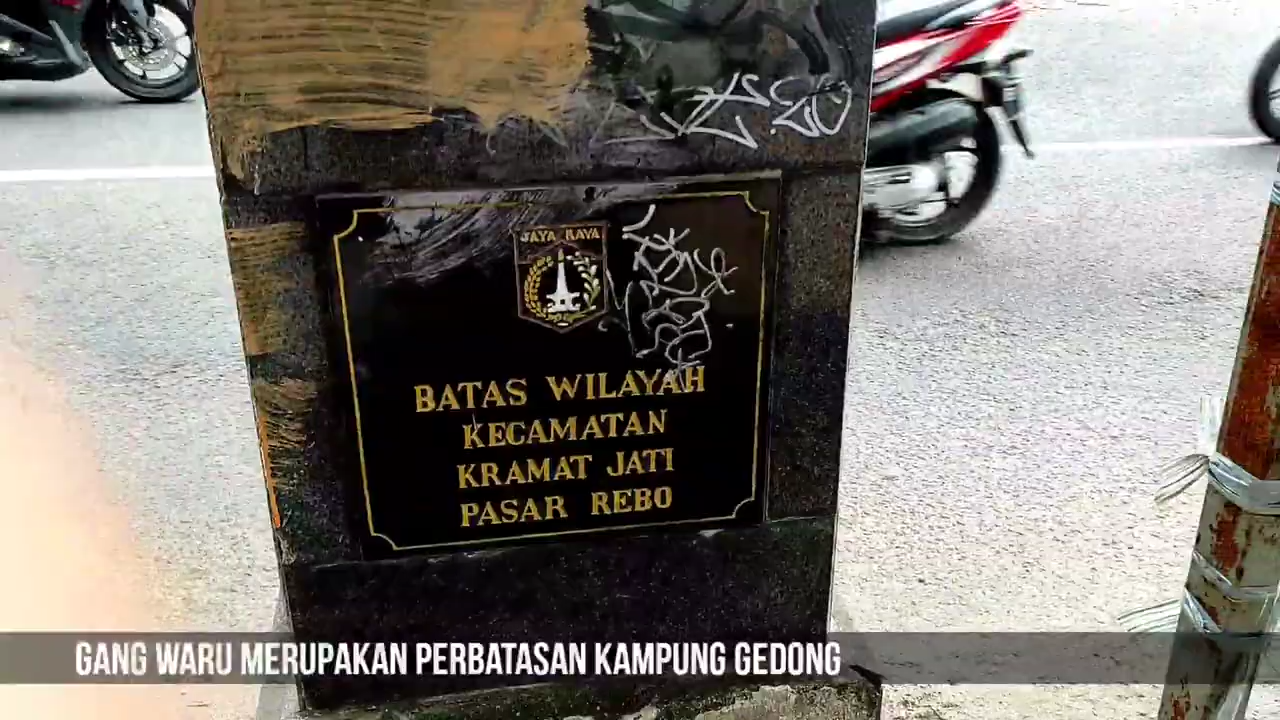 JAYA RAYA
BATAS WILAYAH
KECAMATAN
KRAMAT JATI
PASAR REBO
GANG WARU MERUPAKAN PERBATASAN KAMPUNG GEDONG